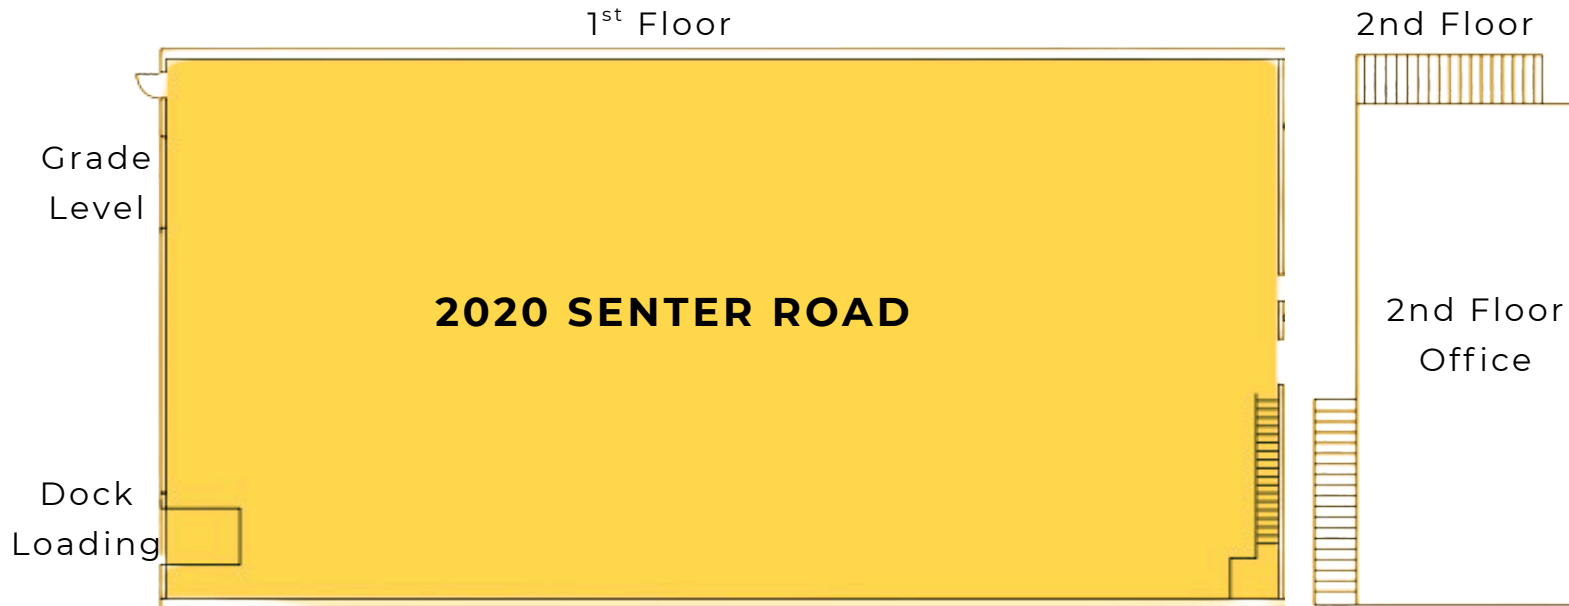 1st Floor
2nd Floor
Grade
Level
2020 SENTER ROAD
2nd Floor
Office
Dock
Loading